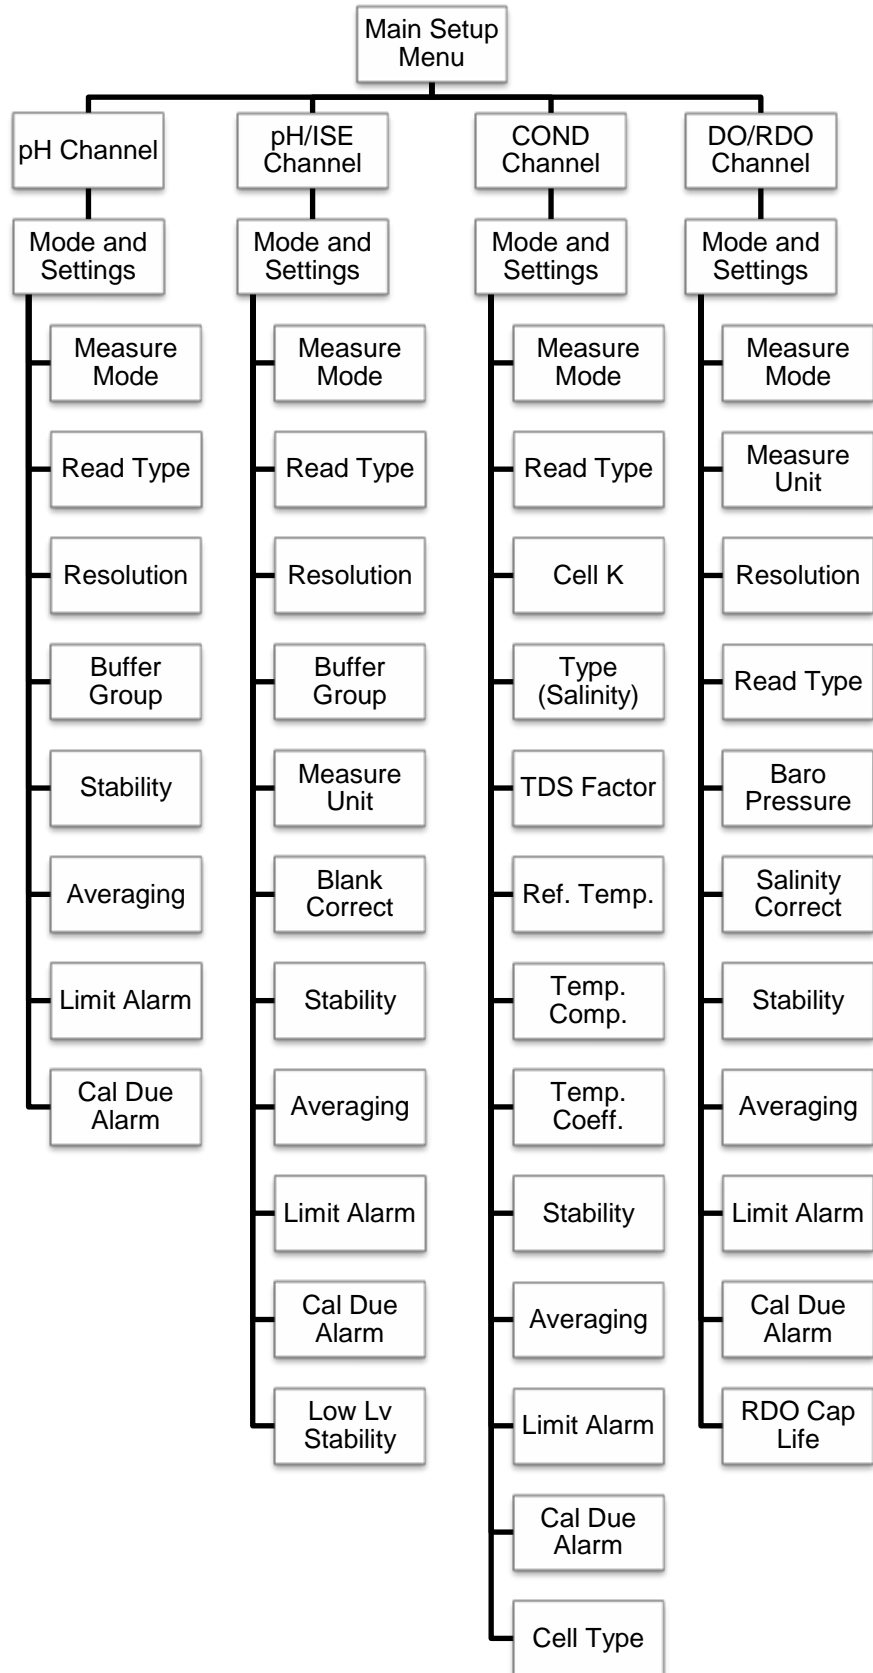 Main Setup
Menu
pH Channel
Mode and
Settings
Measure
Mode
Read Type
Resolution
Buffer
Group
Stability
Averaging
Limit Alarm
Cal Due
Alarm
pH/ISE
Channel
Mode and
Settings
Measure
Mode
Read Type
Resolution
Buffer
Group
Measure
Unit
Blank
Correct
Stability
Averaging
Limit Alarm
Cal Due
Alarm
Low Lv
Stability
COND
Channel
Mode and
Settings
Measure
Mode
Read Type
Cell K
Type
(Salinity)
TDS Factor
Ref. Temp.
Temp.
Comp.
Temp.
Coeff.
Stability
Averaging
Limit Alarm
Cal Due
Alarm
Cell Type
DO/RDO
Channel
Mode and
Settings
Measure
Mode
Measure
Unit
Resolution
Read Type
Baro
Pressure
Salinity
Correct
Stability
Averaging
Limit Alarm
Cal Due
Alarm
RDO Cap
Life